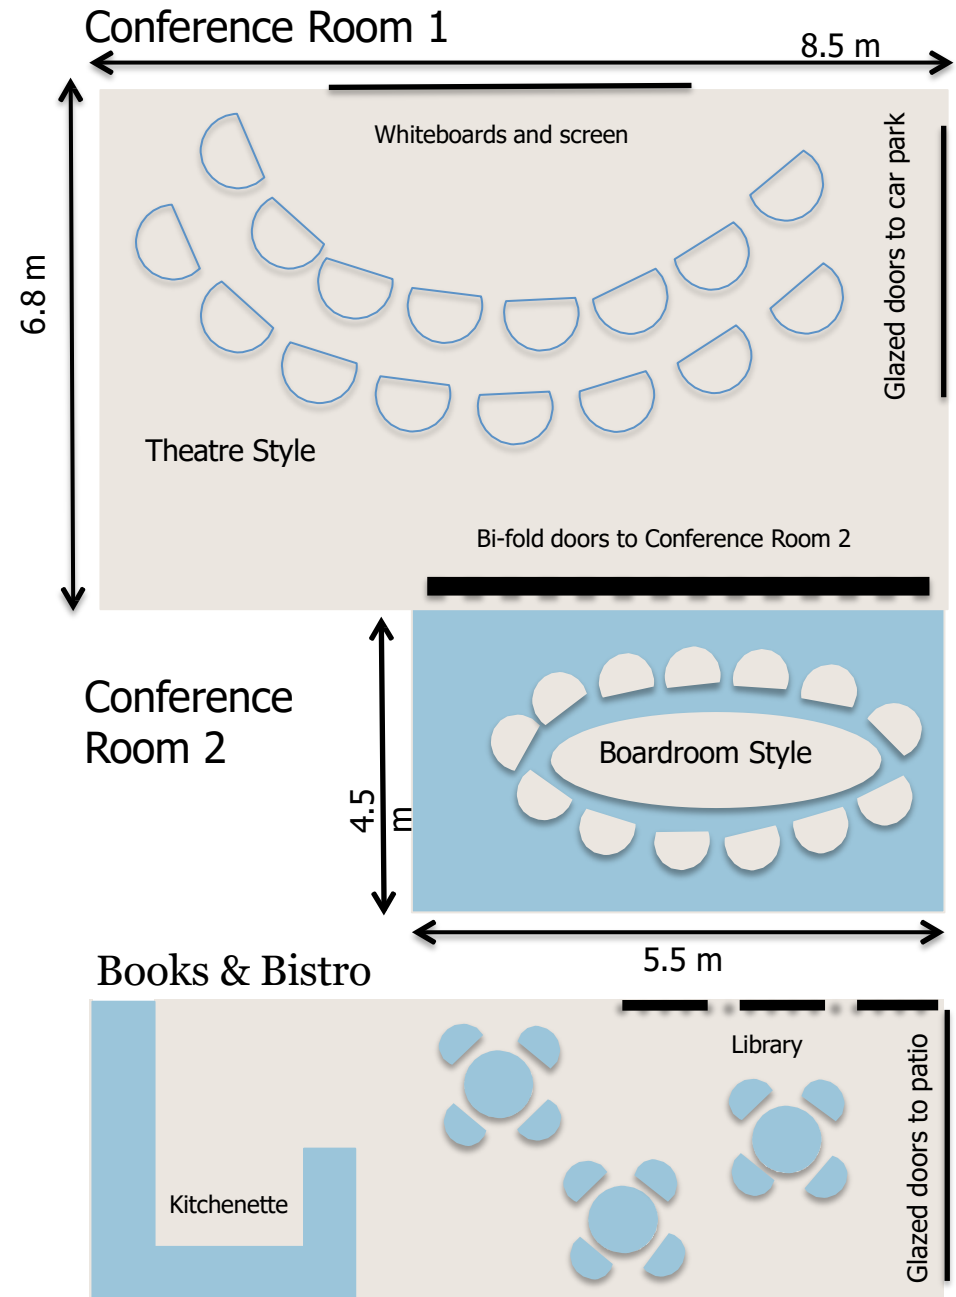 Conference Room 1
8.5 m
Whiteboards and screen
Glazed doors to car park
6.8 m
Theatre Style
Bi-fold doors to Conference Room 2
Conference
Room 2
Boardroom Style
4.5
m
5.5 m
Books & Bistro
Library
Glazed doors to patio
Kitchenette